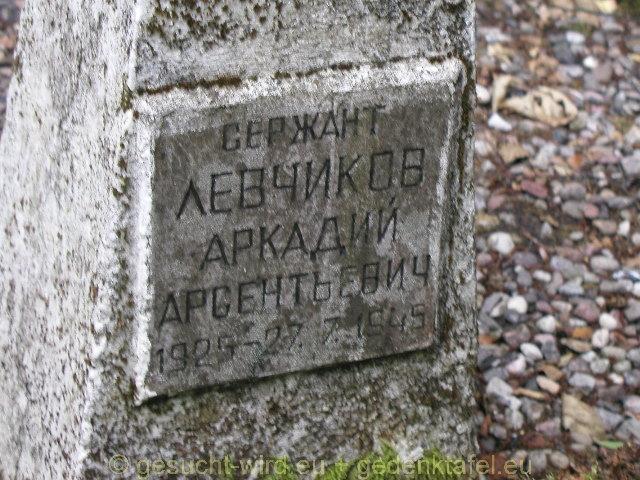 СЕРЖАНТ
ЛЕВЧИКОВ
АРКАДИЙ
АРСЕНТЬЕВИЧ
1925-27.7.1945
© gesucht-wird.eu + Gedenktafel.eu